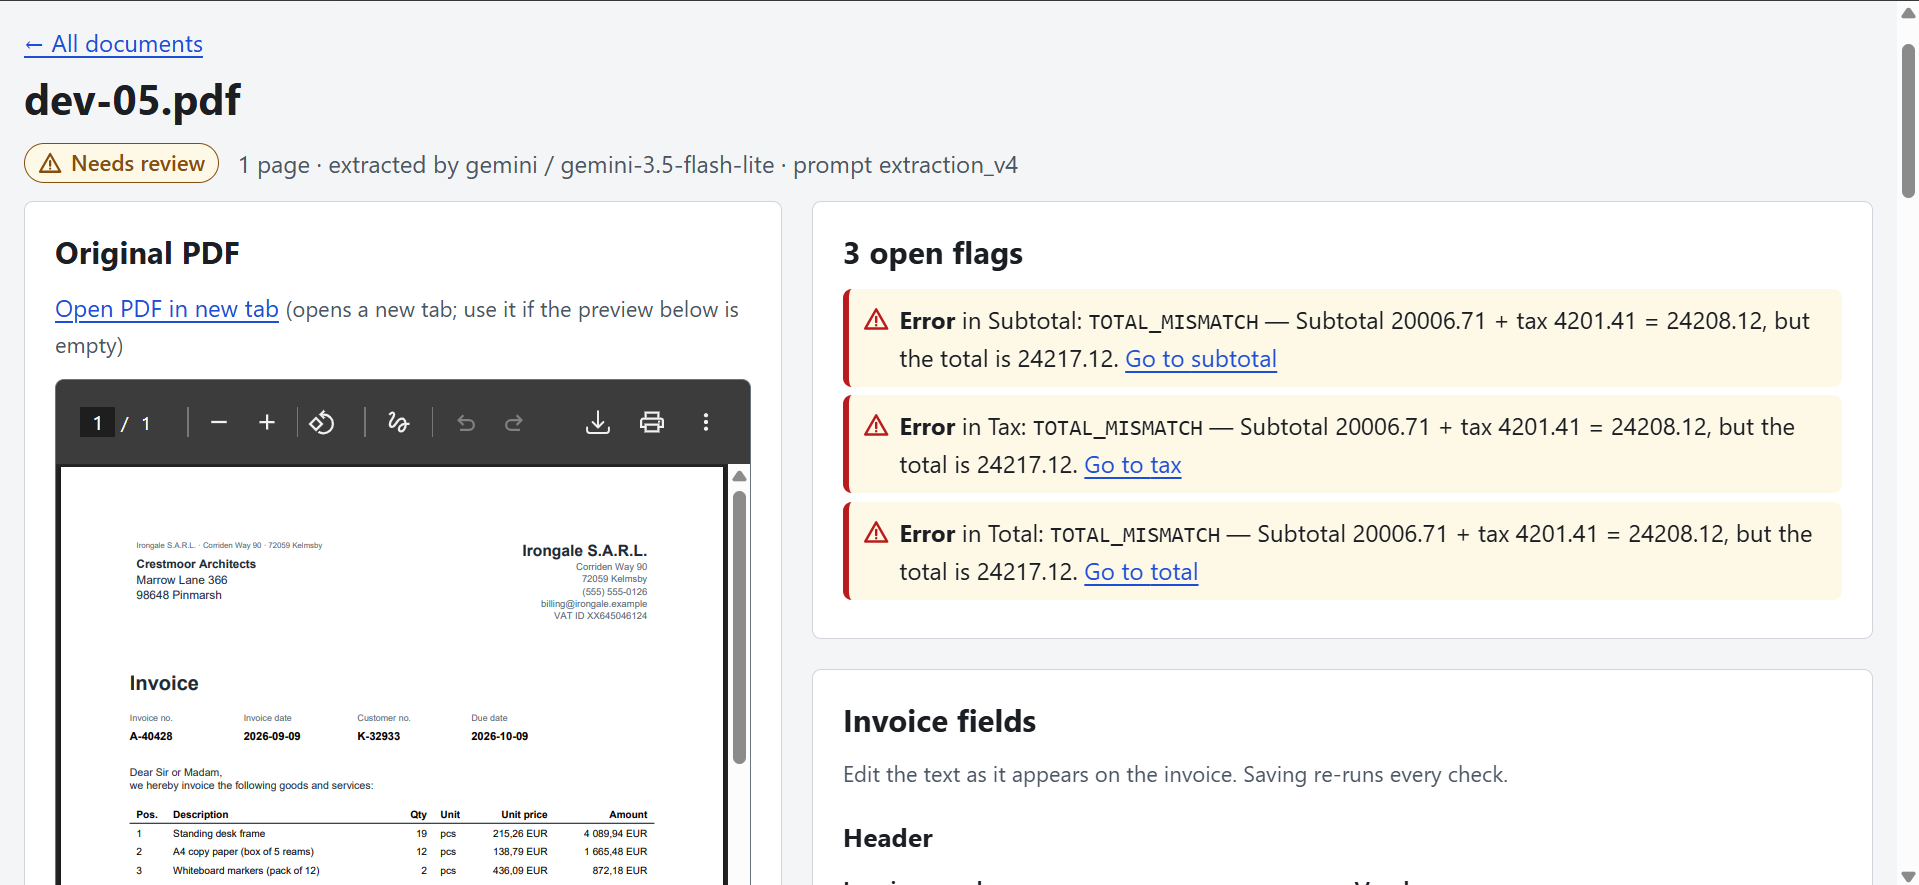 ← All documents
dev-05.pdf
Needs review
1 page · extracted by gemini / gemini-3.5-flash-lite · prompt extraction_v4
Original PDF
Open PDF in new tab (opens a new tab; use it if the preview below is
empty)
1 / 1
Irongale S.A.R.L. · Corriden Way 90 · 72059 Kelmsby
Crestmoor Architects
Marrow Lane 366
98648 Pinmarsh
Irongale S.A.R.L.
Corriden Way 90
72059 Kelmsby
(555) 555-0126
billing@irongale.example
VAT ID XX645046124
Invoice
Invoice no. Invoice date Customer no. Due date
A-40428 2026-09-09 K-32933 2026-10-09
Dear Sir or Madam,
we hereby invoice the following goods and services:
Pos. Description Qty Unit Unit price Amount
1 Standing desk frame 19 pcs 215,26 EUR 4 089,94 EUR
2 A4 copy paper (box of 5 reams) 12 pcs 138,79 EUR 1 665,48 EUR
3 Whiteboard markers (pack of 12) 2 pcs 436,09 EUR 872,18 EUR
3 open flags
Error in Subtotal: TOTAL_MISMATCH — Subtotal 20006.71 + tax 4201.41 = 24208.12, but
the total is 24217.12. Go to subtotal
Error in Tax: TOTAL_MISMATCH — Subtotal 20006.71 + tax 4201.41 = 24208.12, but the
total is 24217.12. Go to tax
Error in Total: TOTAL_MISMATCH — Subtotal 20006.71 + tax 4201.41 = 24208.12, but the
total is 24217.12. Go to total
Invoice fields
Edit the text as it appears on the invoice. Saving re-runs every check.
Header